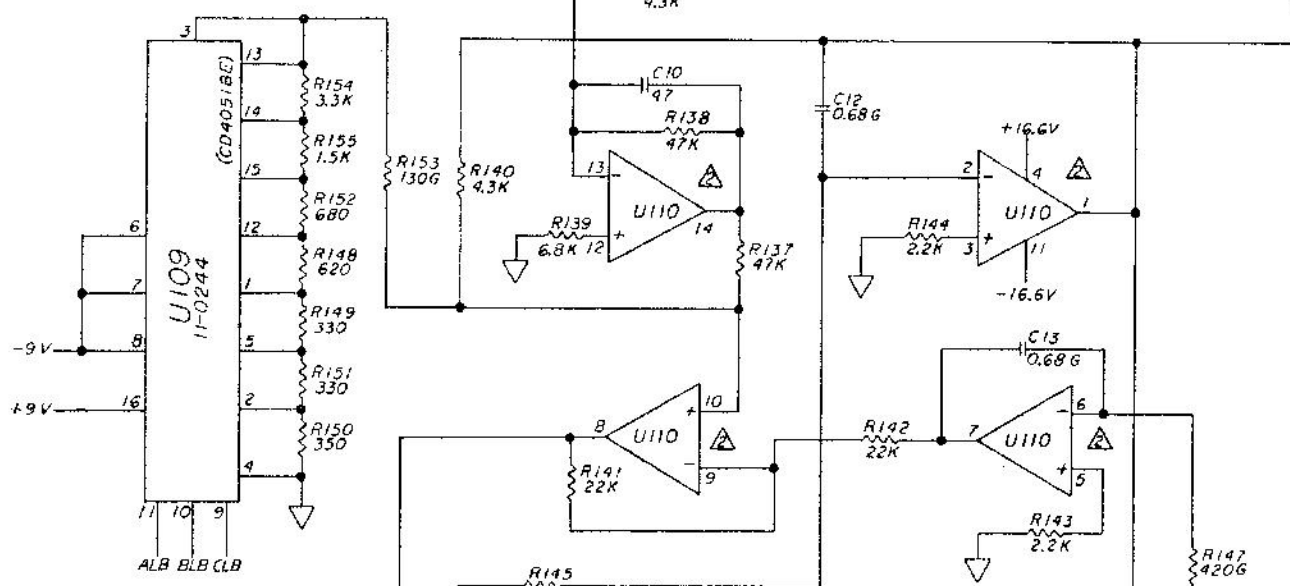 4.3K
3
13
(CD4051BE)
R154
3.3K
14
R155
1.5K
15
R152
680
12
R148
620
1
R149
330
5
R151
330
2
R150
350
4
6
7
8
-9V
16
+9V
U109
11-0244
11
10
9
ALB BLB CLB
R153
130G
R140
4.3K
C10
47
R138
47K
13
-
2
U110
+
12
14
R139
6.8K
R137
47K
C12
0.68G
+16.6V
2
-
4
2
U110
1
R144
2.2K
3
+
11
-16.6V
C13
0.68G
8
U110
+
10
2
-
9
R141
22K
R142
22K
7
U110
-
6
2
+
5
R143
2.2K
R147
420G
R145